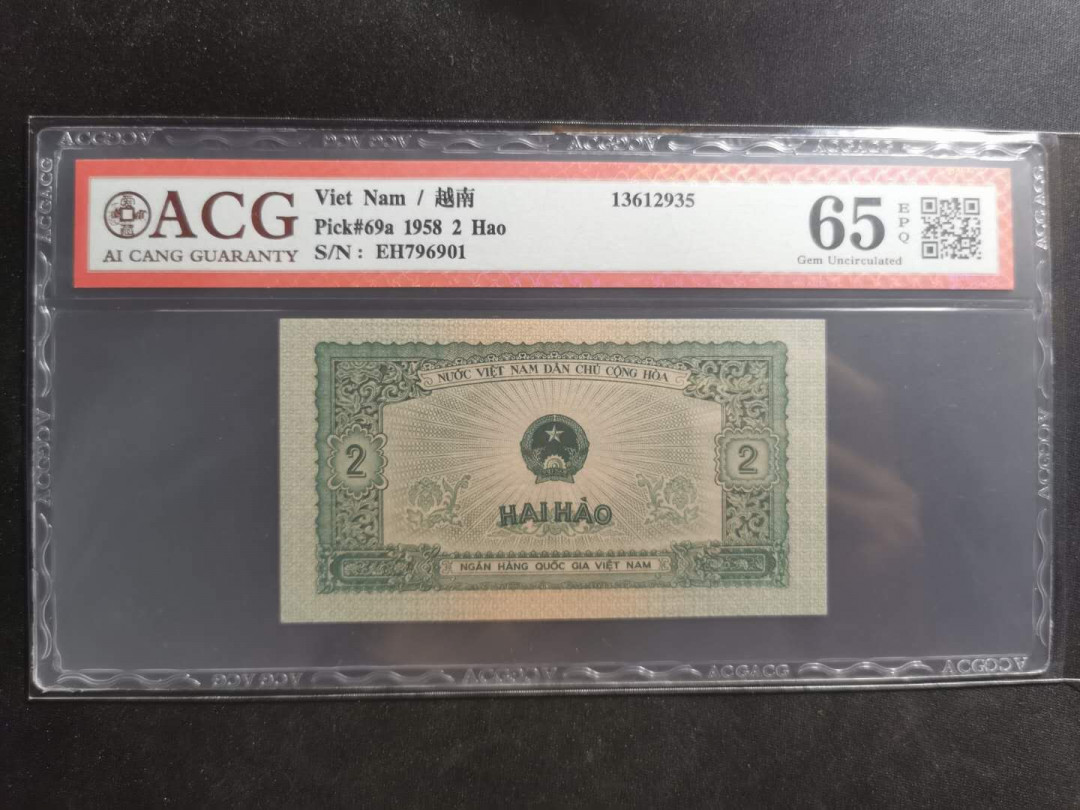 ACG
AI CANG GUARANTY
Viet Nam / 越南
Pick#69a 1958 2 Hao
S/N : EH796901
13612935
65
EPQ
Gem Uncirculated
NƯỚC VIỆT NAM DÂN CHỦ CỘNG HÒA
2
2
HAI HÀO
NGÂN HÀNG QUỐC GIA VIỆT NAM